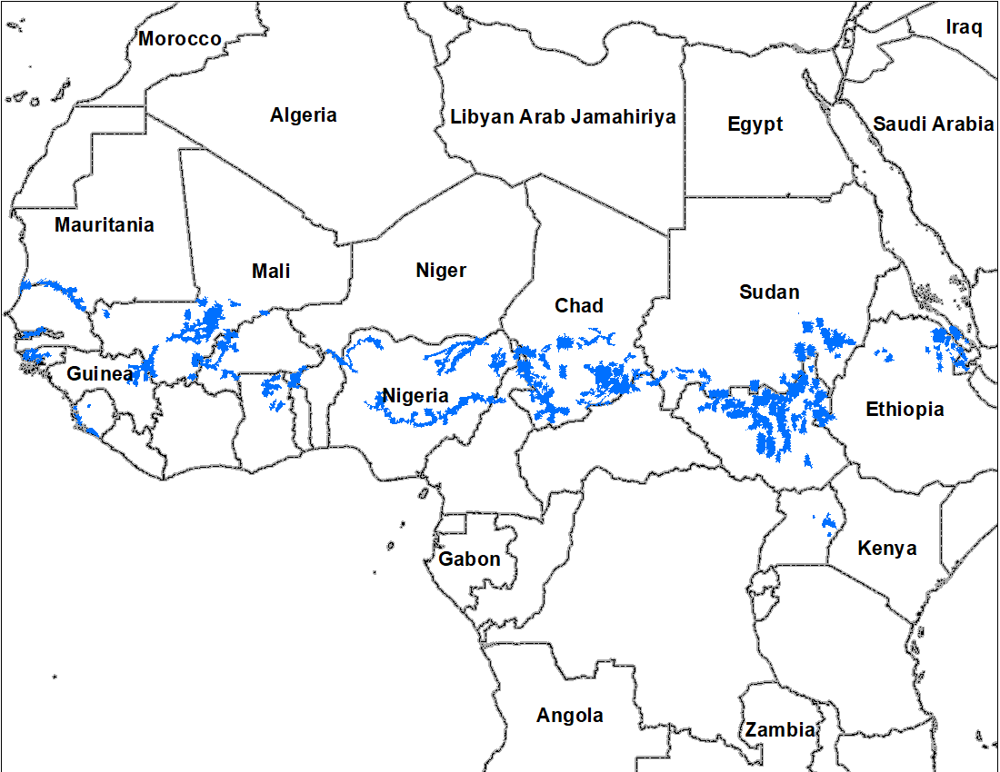 Iraq
Morocco
Algeria
Libyan Arab Jamahiriya
Egypt
Saudi Arabia
Mauritania
Mali
Niger
Chad
Sudan
Guinea
Nigeria
Ethiopia
Gabon
Kenya
Angola
Zambia